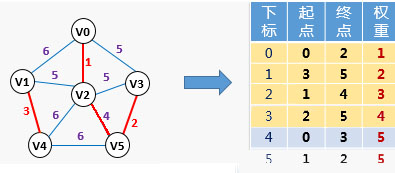 V0
6 5
1
V1 5 5 V3
V2
3 6 4 2
6
V4 V5
下 起 终 权
标 点 点 重
0 0 2 1
1 3 5 2
2 1 4 3
3 2 5 4
4 0 3 5
5 1 2 5